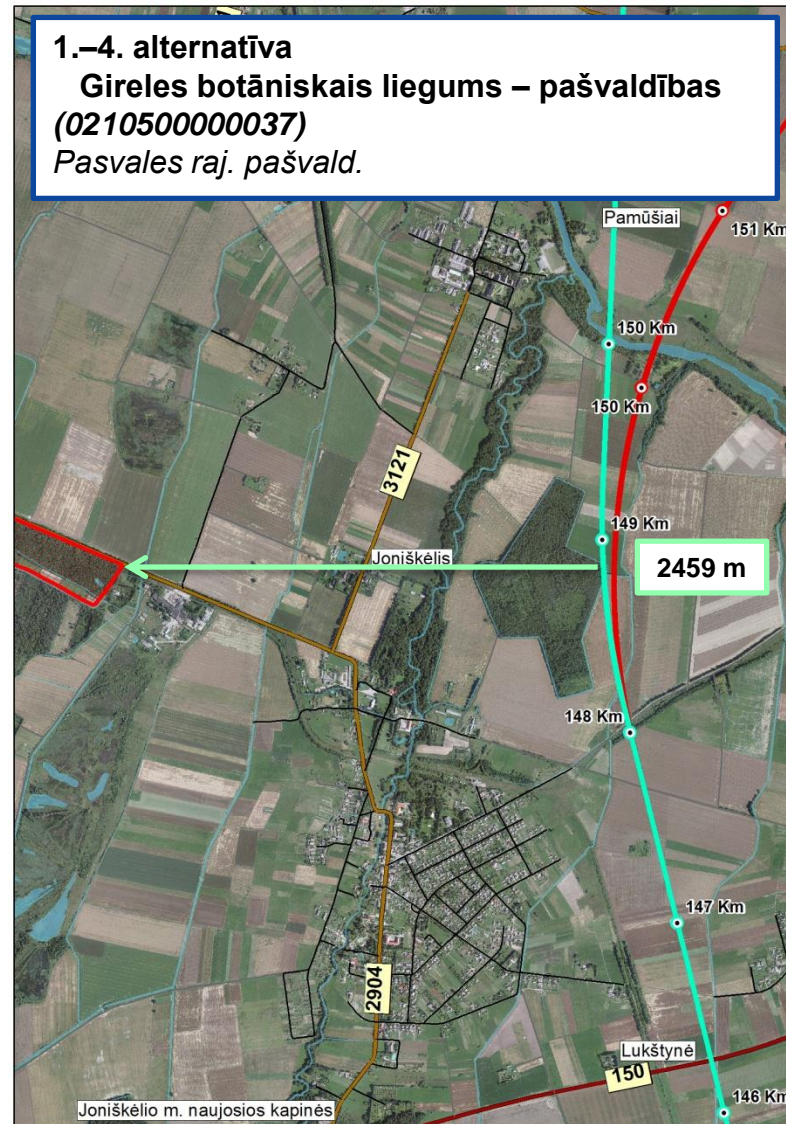 1.–4. alternatīva
Gireles botāniskais liegums – pašvaldības
(0210500000037)
Pasvales raj. pašvald.
Pamūšiai
151 Km
150 Km
150 Km
3121
149 Km
Joniškėlis
2459 m
148 Km
147 Km
2904
Lukštynė
150
146 Km
Joniškėlio m. naujosios kapinės